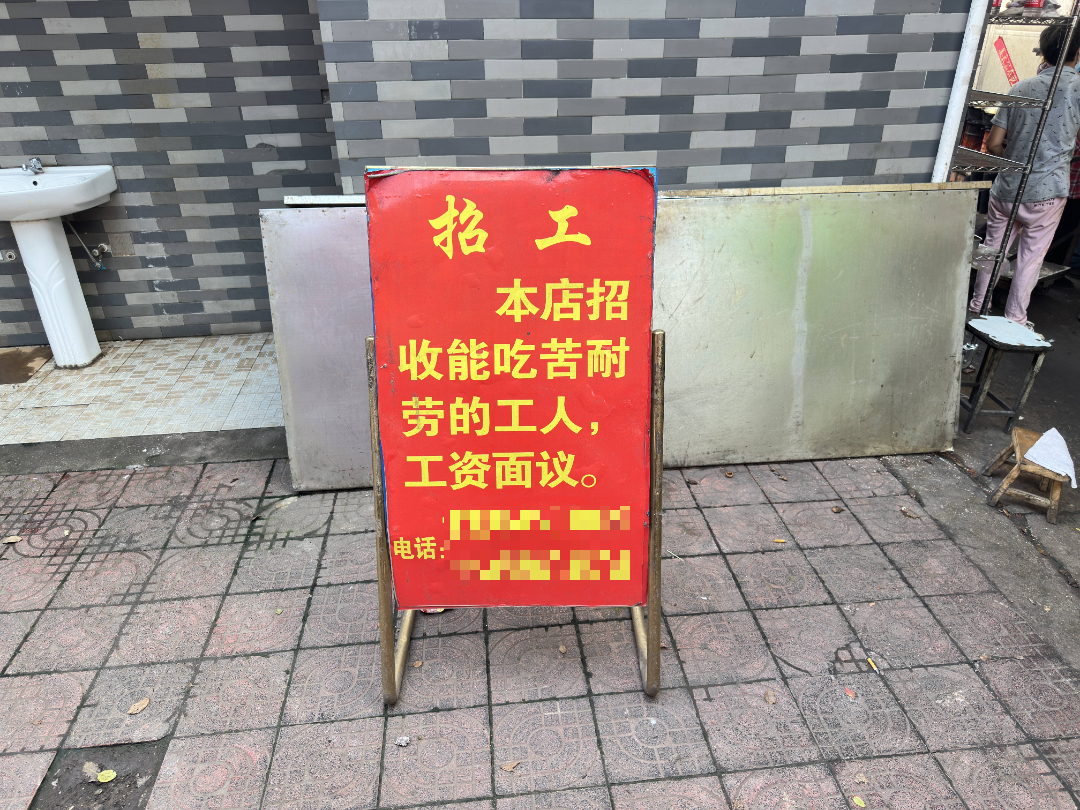 招 工
本店招
收能吃苦耐
劳的工人，
工资面议。
电话：